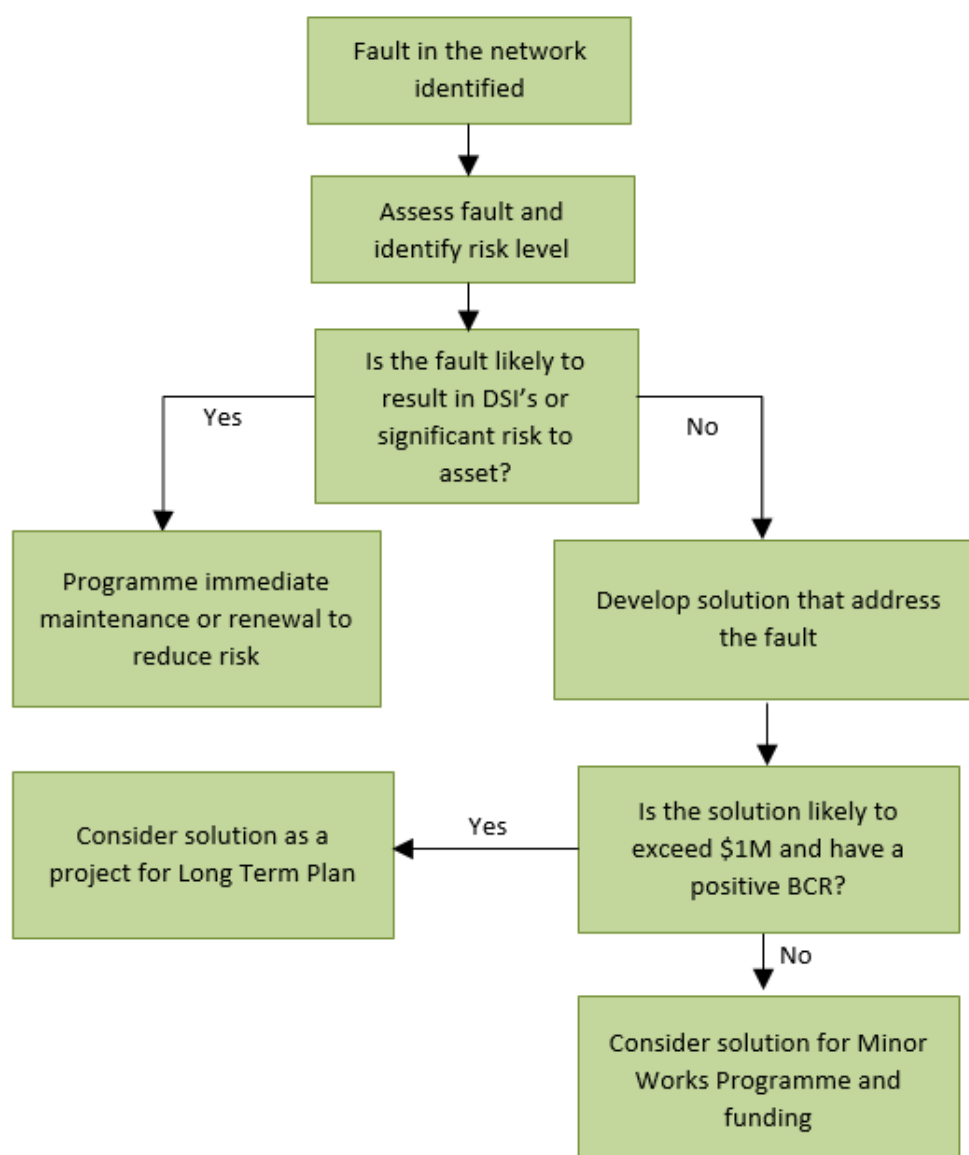 Fault in the network
identified
Assess fault and
identify risk level
Is the fault likely to
result in DSI's or
significant risk to
asset?
Yes
No
Programme immediate
maintenance or renewal to
reduce risk
Develop solution that address
the fault
Consider solution as a
project for Long Term Plan
Yes
Is the solution likely to
exceed $1M and have a
positive BCR?
No
Consider solution for Minor
Works Programme and
funding